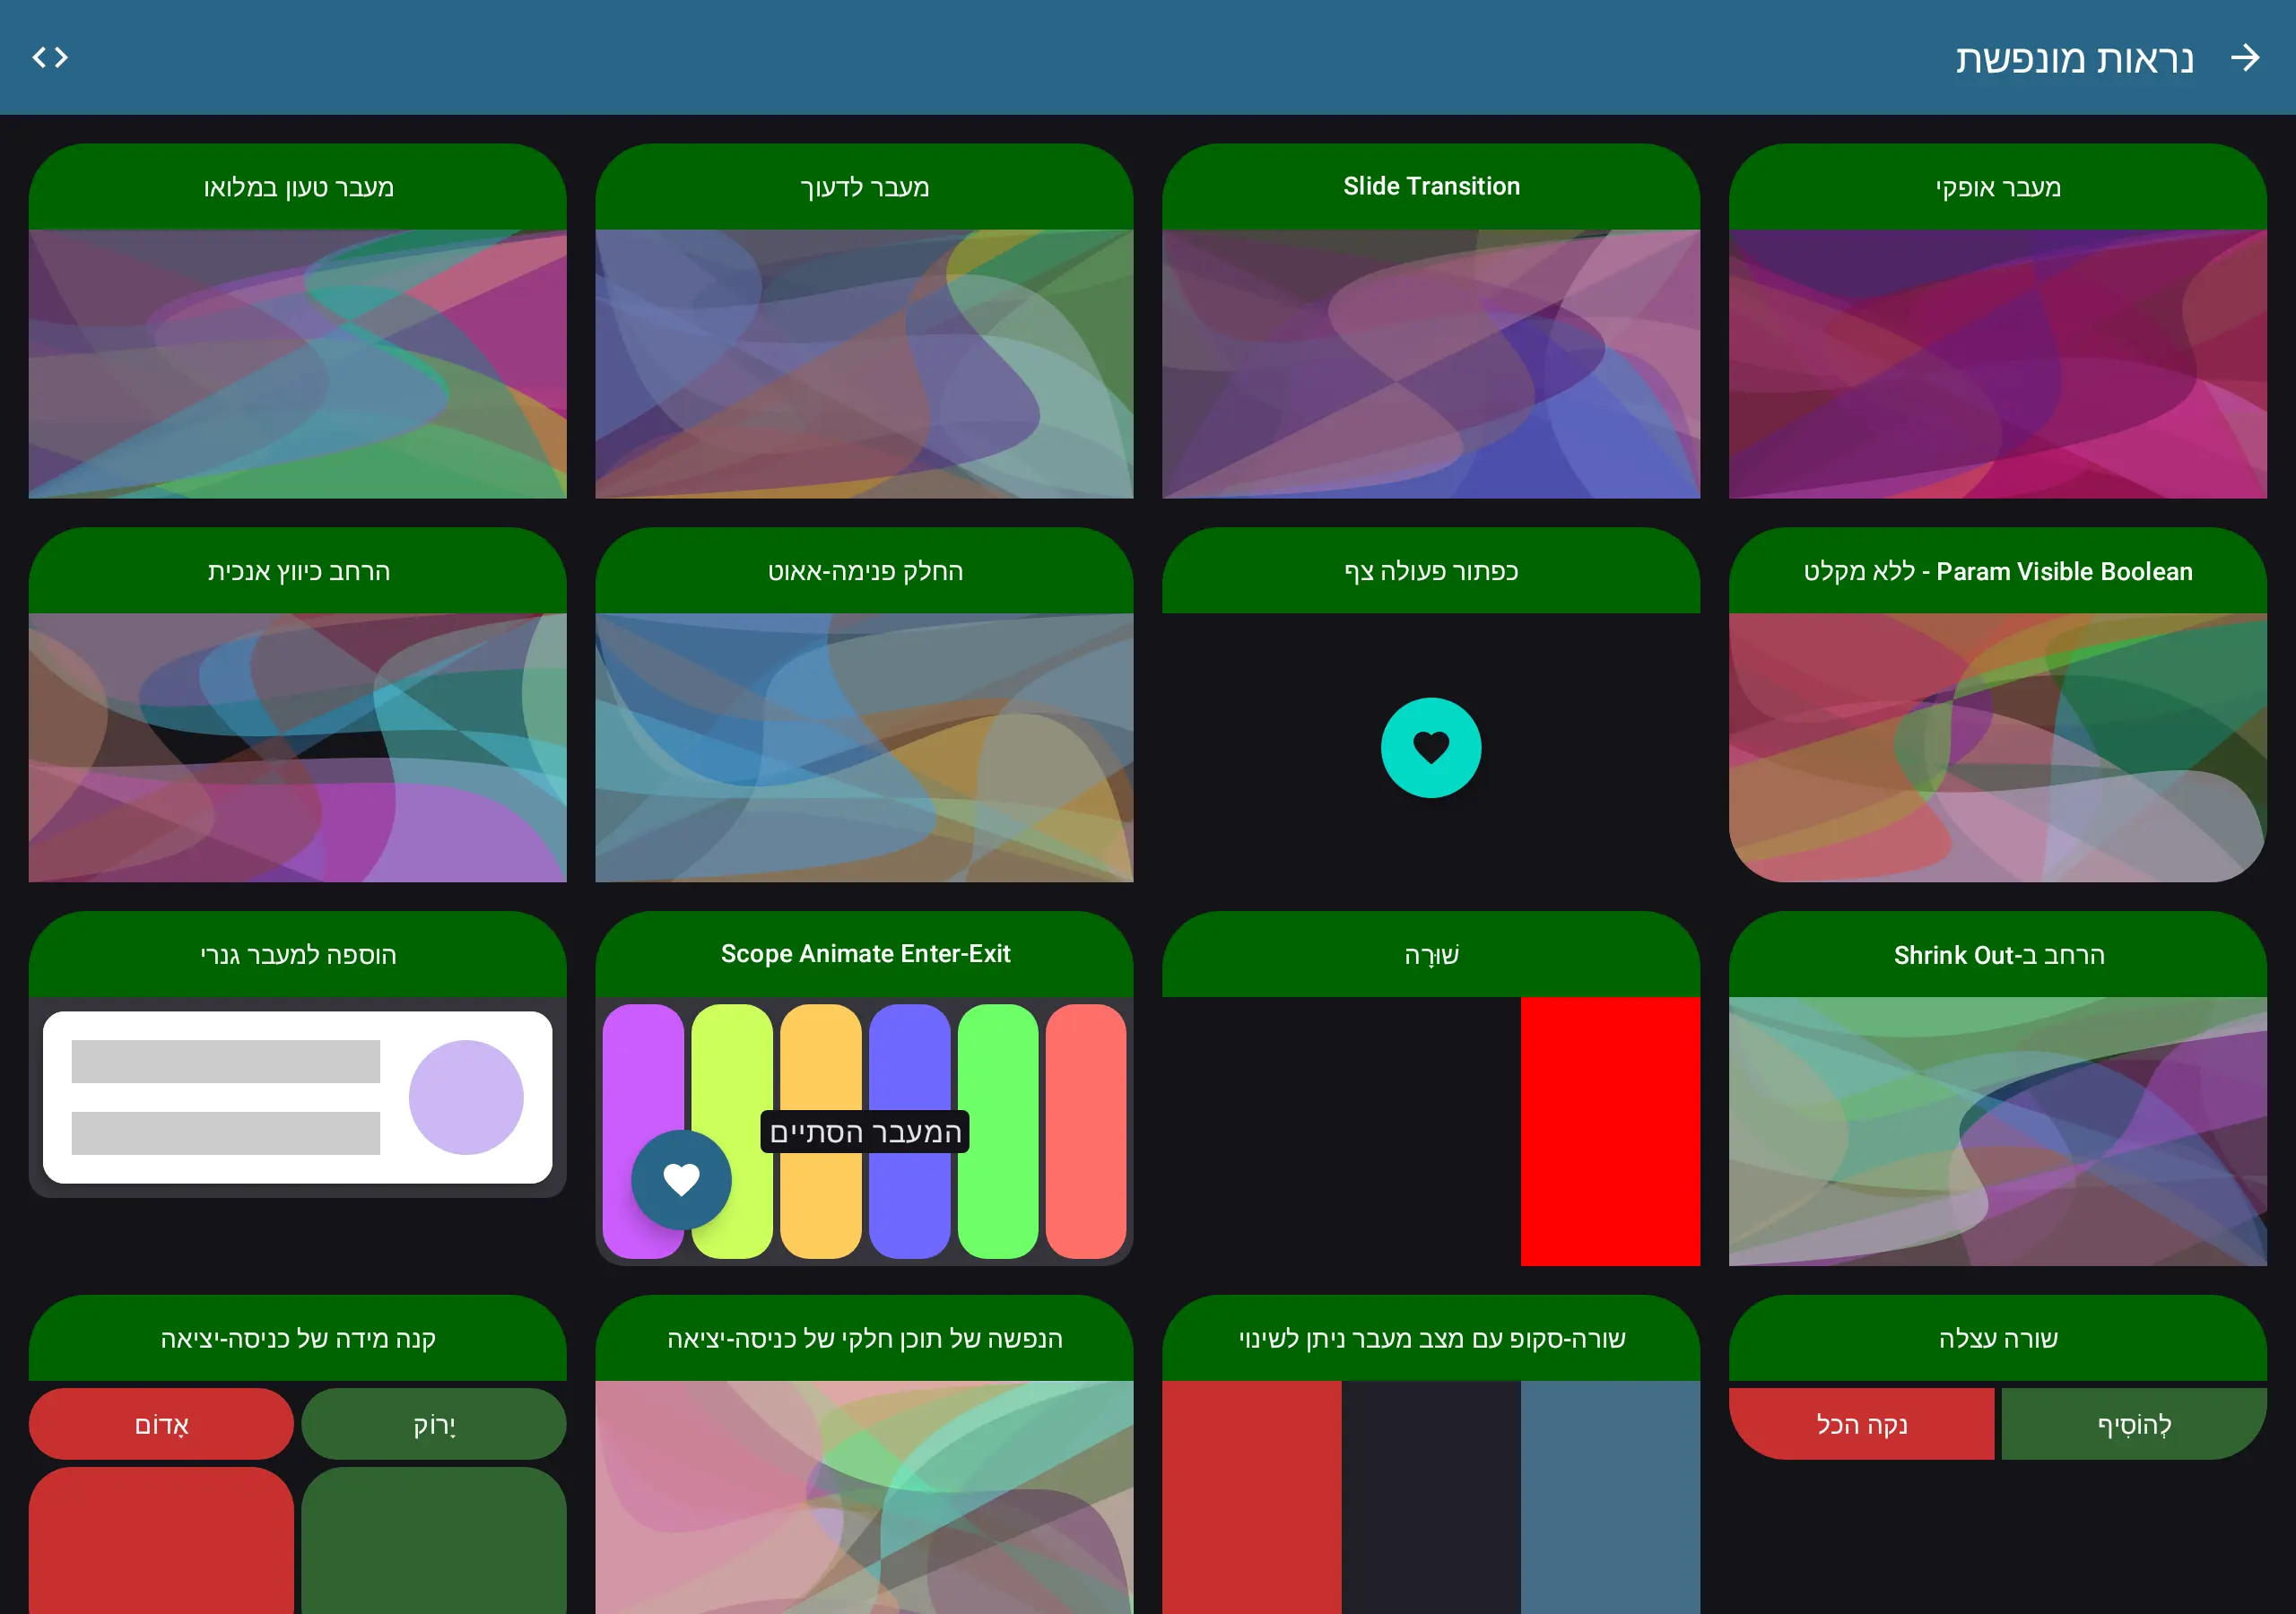 נראות מונפשת
מעבר אופקי
Slide Transition
מעבר לדעוך
מעבר טעון במלואו
Param Visible Boolean - ללא מקלט
כפתור פעולה צף
החלק פנימה-אאוט
הרחב כיווץ אנכית
הרחב ב-Shrink Out
שׁוּרָה
Scope Animate Enter-Exit
המעבר הסתיים
הוספה למעבר גנרי
שורה עצלה
לְהוֹסִיף
נקה הכל
שורה-סקופ עם מצב מעבר ניתן לשינוי
הנפשה של תוכן חלקי של כניסה-יציאה
קנה מידה של כניסה-יציאה
יָרוֹק
אָדוֹם